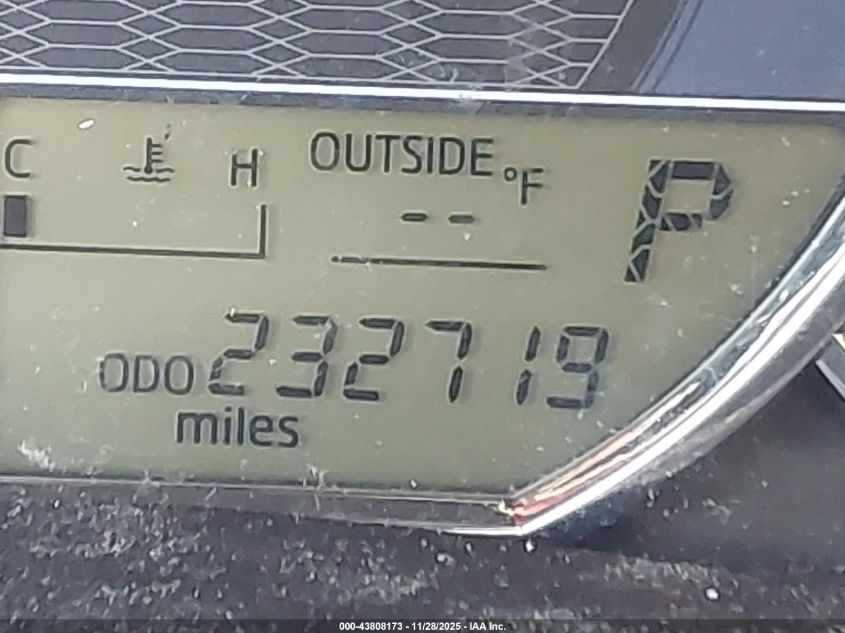 C H OUTSIDE °F
-- P
ODO 232719
miles
000-43808173 - 11/28/2025 - IAA Inc.